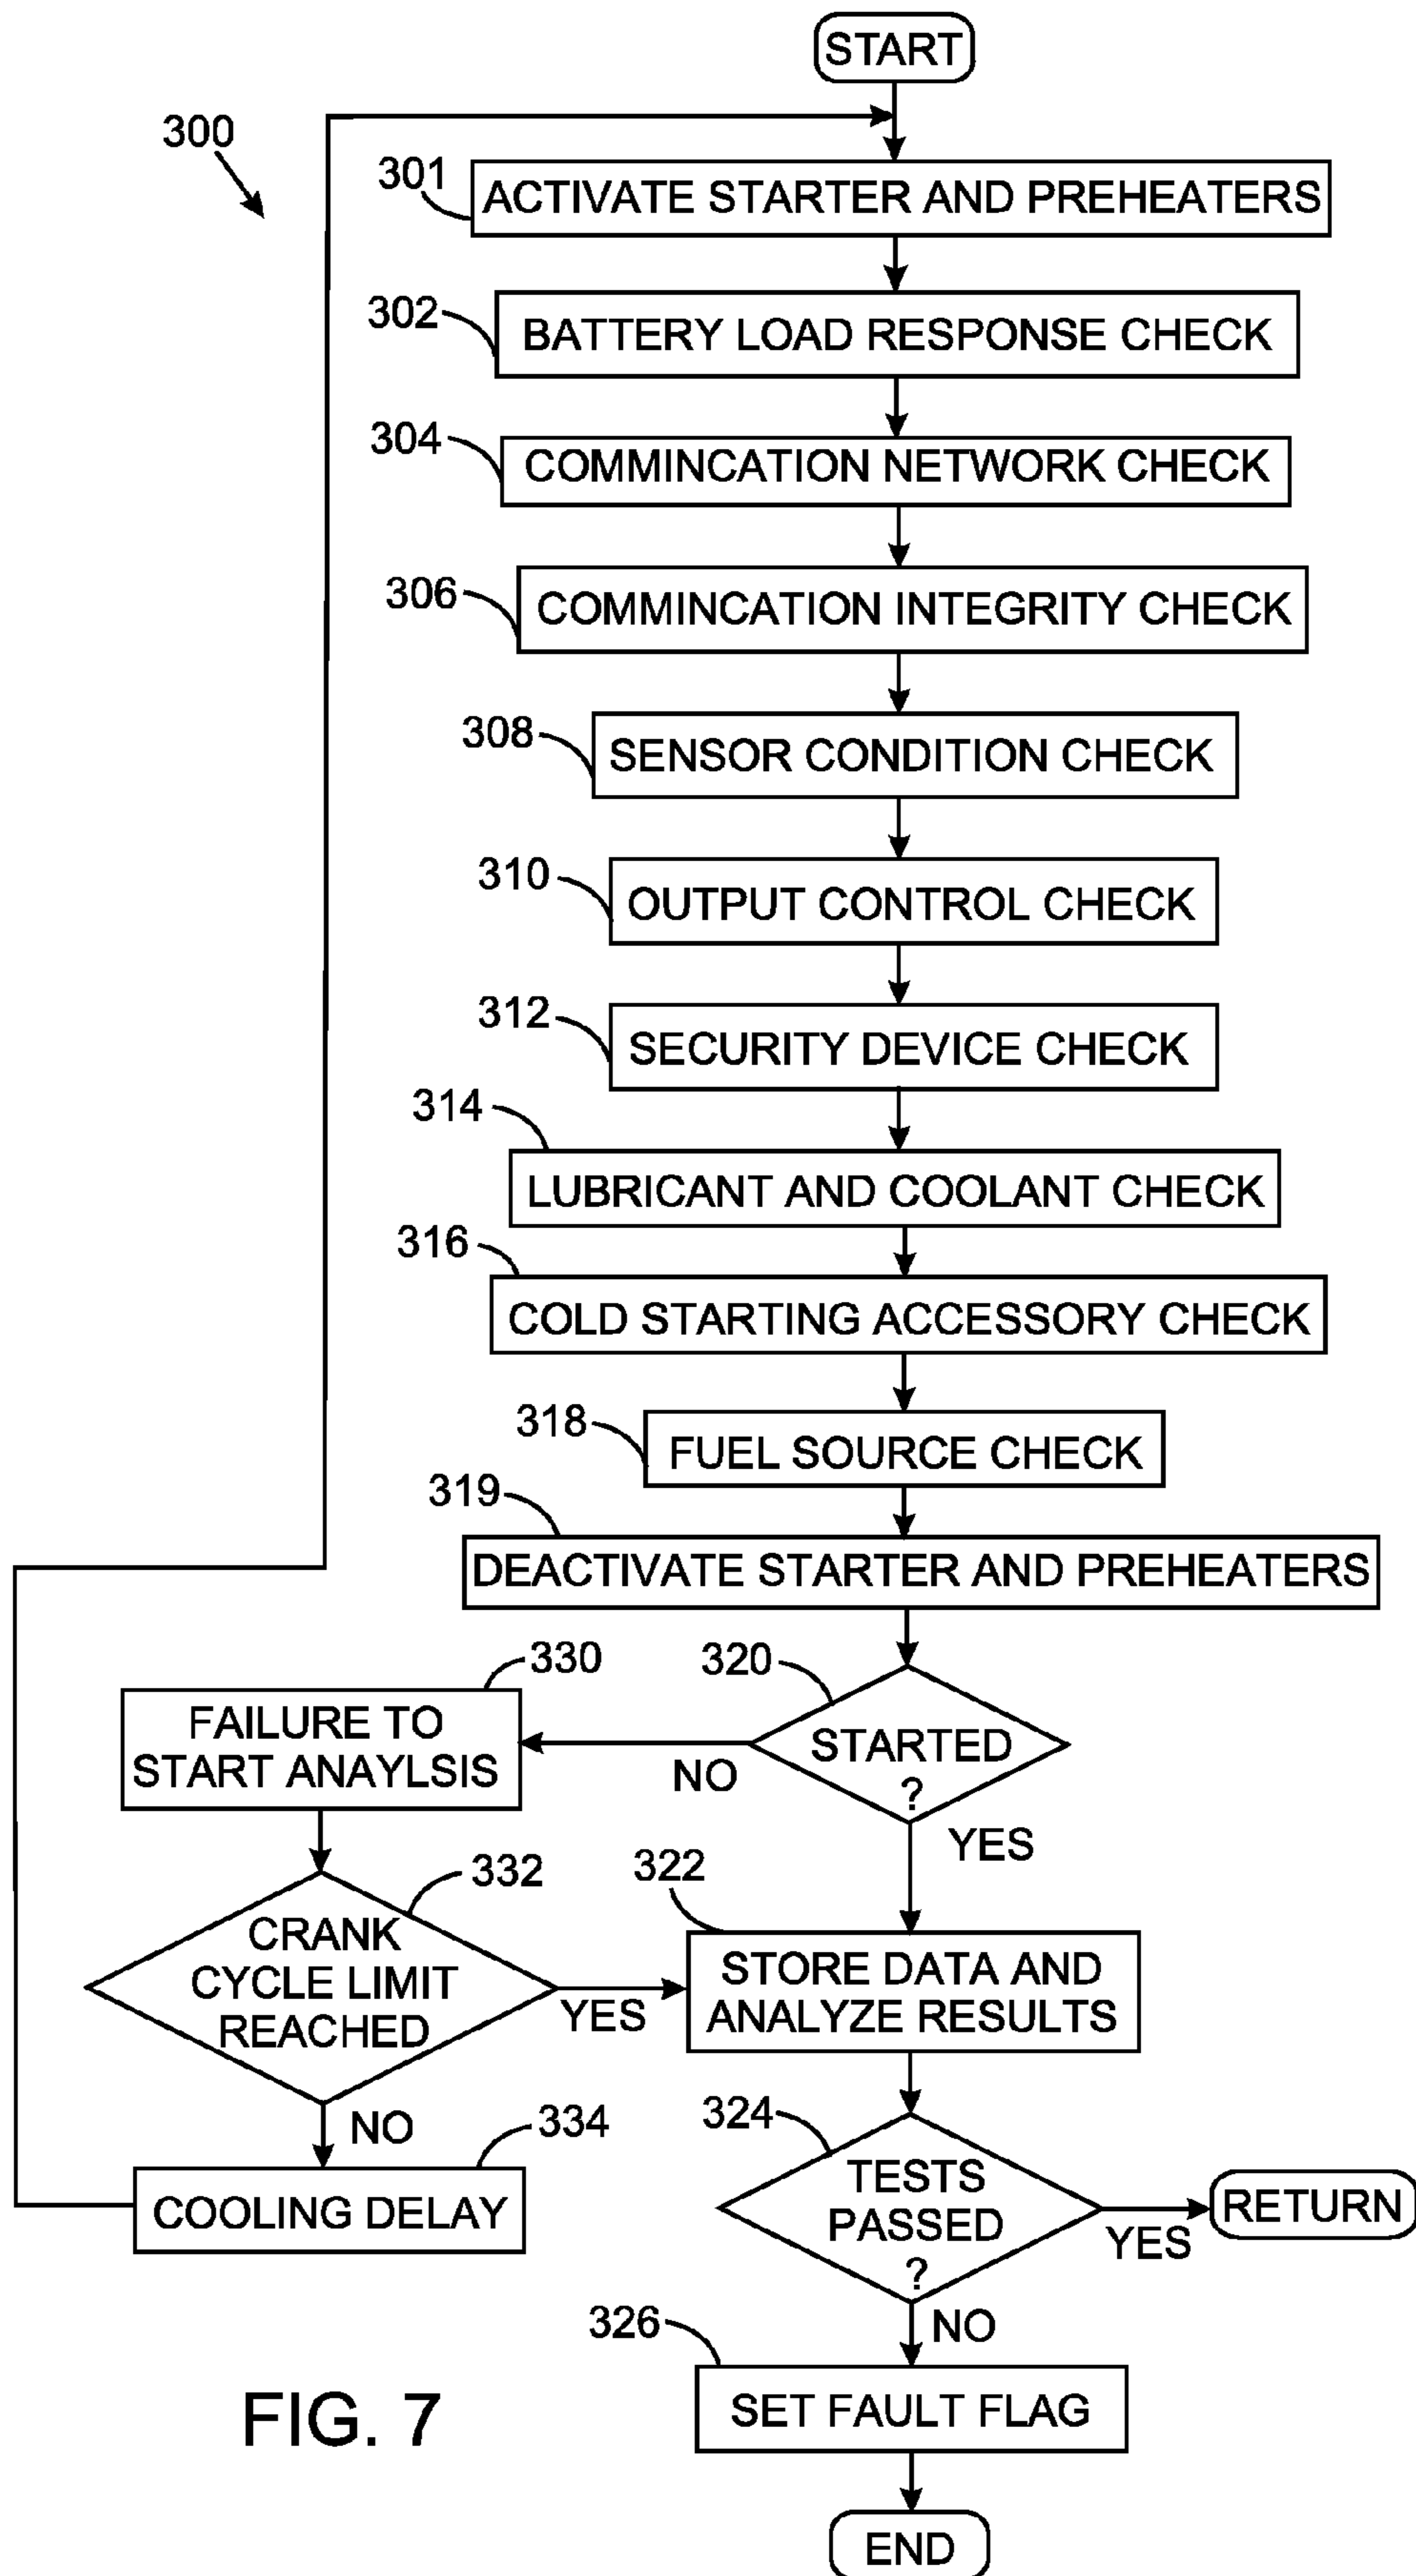 START
300
301
ACTIVATE STARTER AND PREHEATERS
302
BATTERY LOAD RESPONSE CHECK
304
COMMINCATION NETWORK CHECK
306
COMMINCATION INTEGRITY CHECK
308
SENSOR CONDITION CHECK
310
OUTPUT CONTROL CHECK
312
SECURITY DEVICE CHECK
314
LUBRICANT AND COOLANT CHECK
316
COLD STARTING ACCESSORY CHECK
318
FUEL SOURCE CHECK
319
DEACTIVATE STARTER AND PREHEATERS
320
STARTED
?
NO
YES
330
FAILURE TO
START ANAYLSIS
332
CRANK
CYCLE LIMIT
REACHED
YES
NO
322
STORE DATA AND
ANALYZE RESULTS
334
COOLING DELAY
324
TESTS
PASSED
?
YES
RETURN
NO
326
SET FAULT FLAG
END
FIG. 7